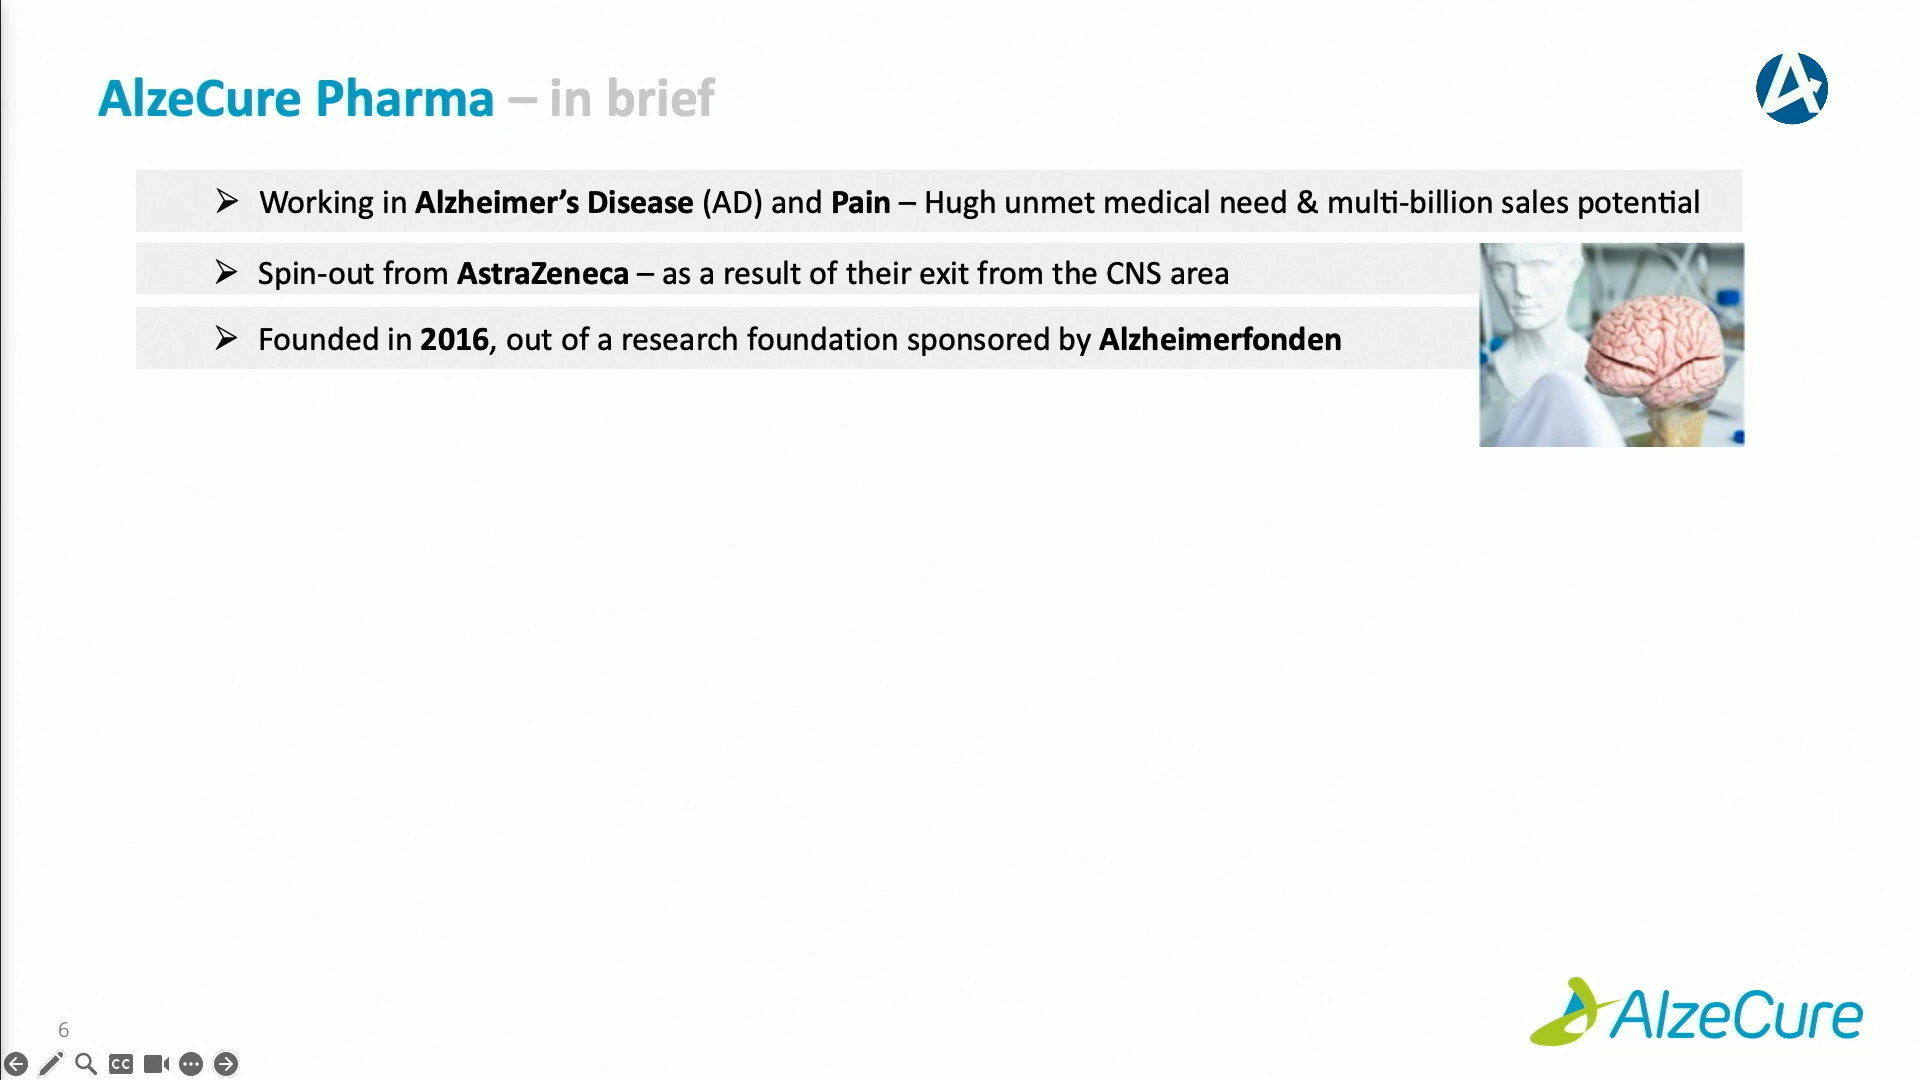 AlzeCure Pharma – in brief
➢ Working in Alzheimer’s Disease (AD) and Pain – Hugh unmet medical need & multi-billion sales potential
➢ Spin-out from AstraZeneca – as a result of their exit from the CNS area
➢ Founded in 2016, out of a research foundation sponsored by Alzheimerfonden
AlzeCure
6
CC